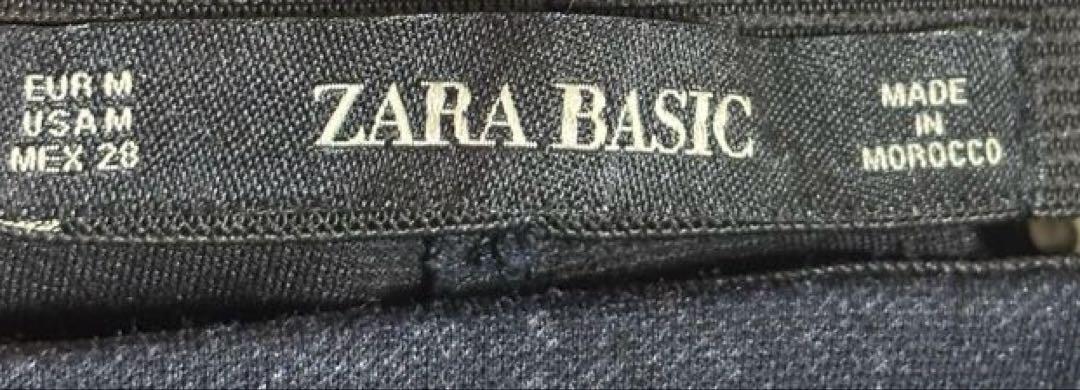 EUR M
USA M
MEX 28
ZARA BASIC
MADE
IN
MOROCCO